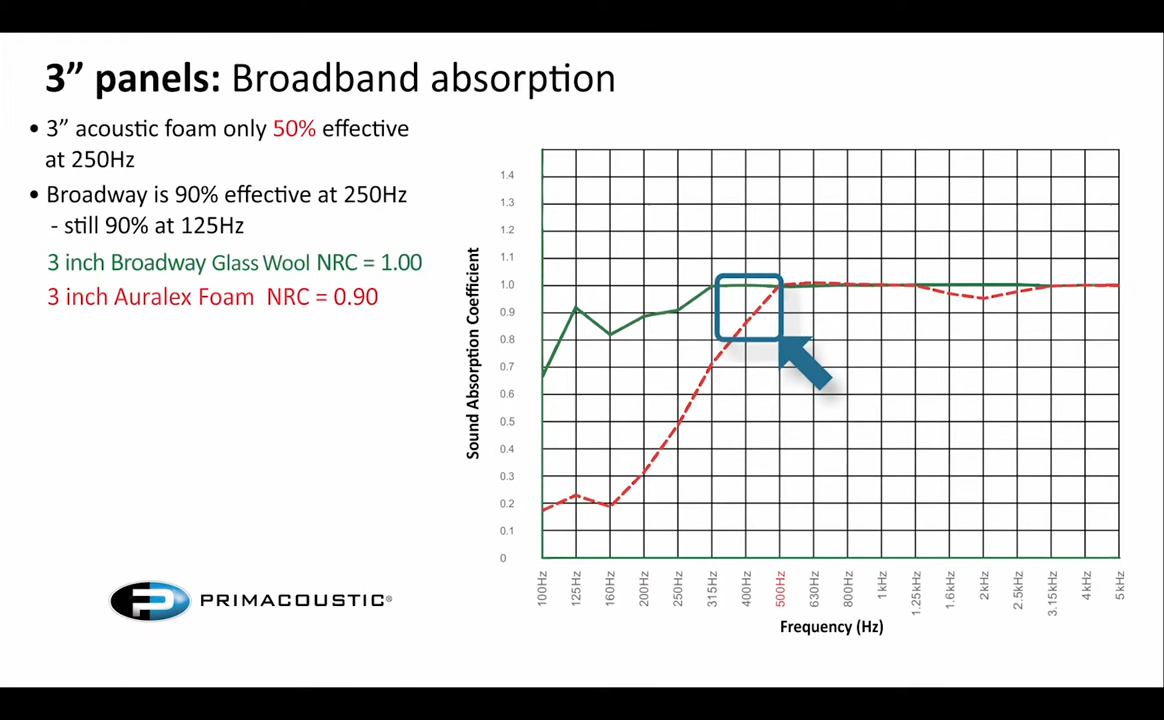 3” panels: Broadband absorption
• 3” acoustic foam only 50% effective
at 250Hz
• Broadway is 90% effective at 250Hz
- still 90% at 125Hz
3 inch Broadway Glass Wool NRC = 1.00
3 inch Auralex Foam NRC = 0.90
Sound Absorption Coefficient
1.4
1.3
1.2
1.1
1.0
0.9
0.8
0.7
0.6
0.5
0.4
0.3
0.2
0.1
0
100Hz
125Hz
160Hz
200Hz
250Hz
315Hz
400Hz
500Hz
630Hz
800Hz
1kHz
1.25kHz
1.6kHz
2kHz
2.5kHz
3.15kHz
4kHz
5kHz
Frequency (Hz)
PRIMACOUSTIC®